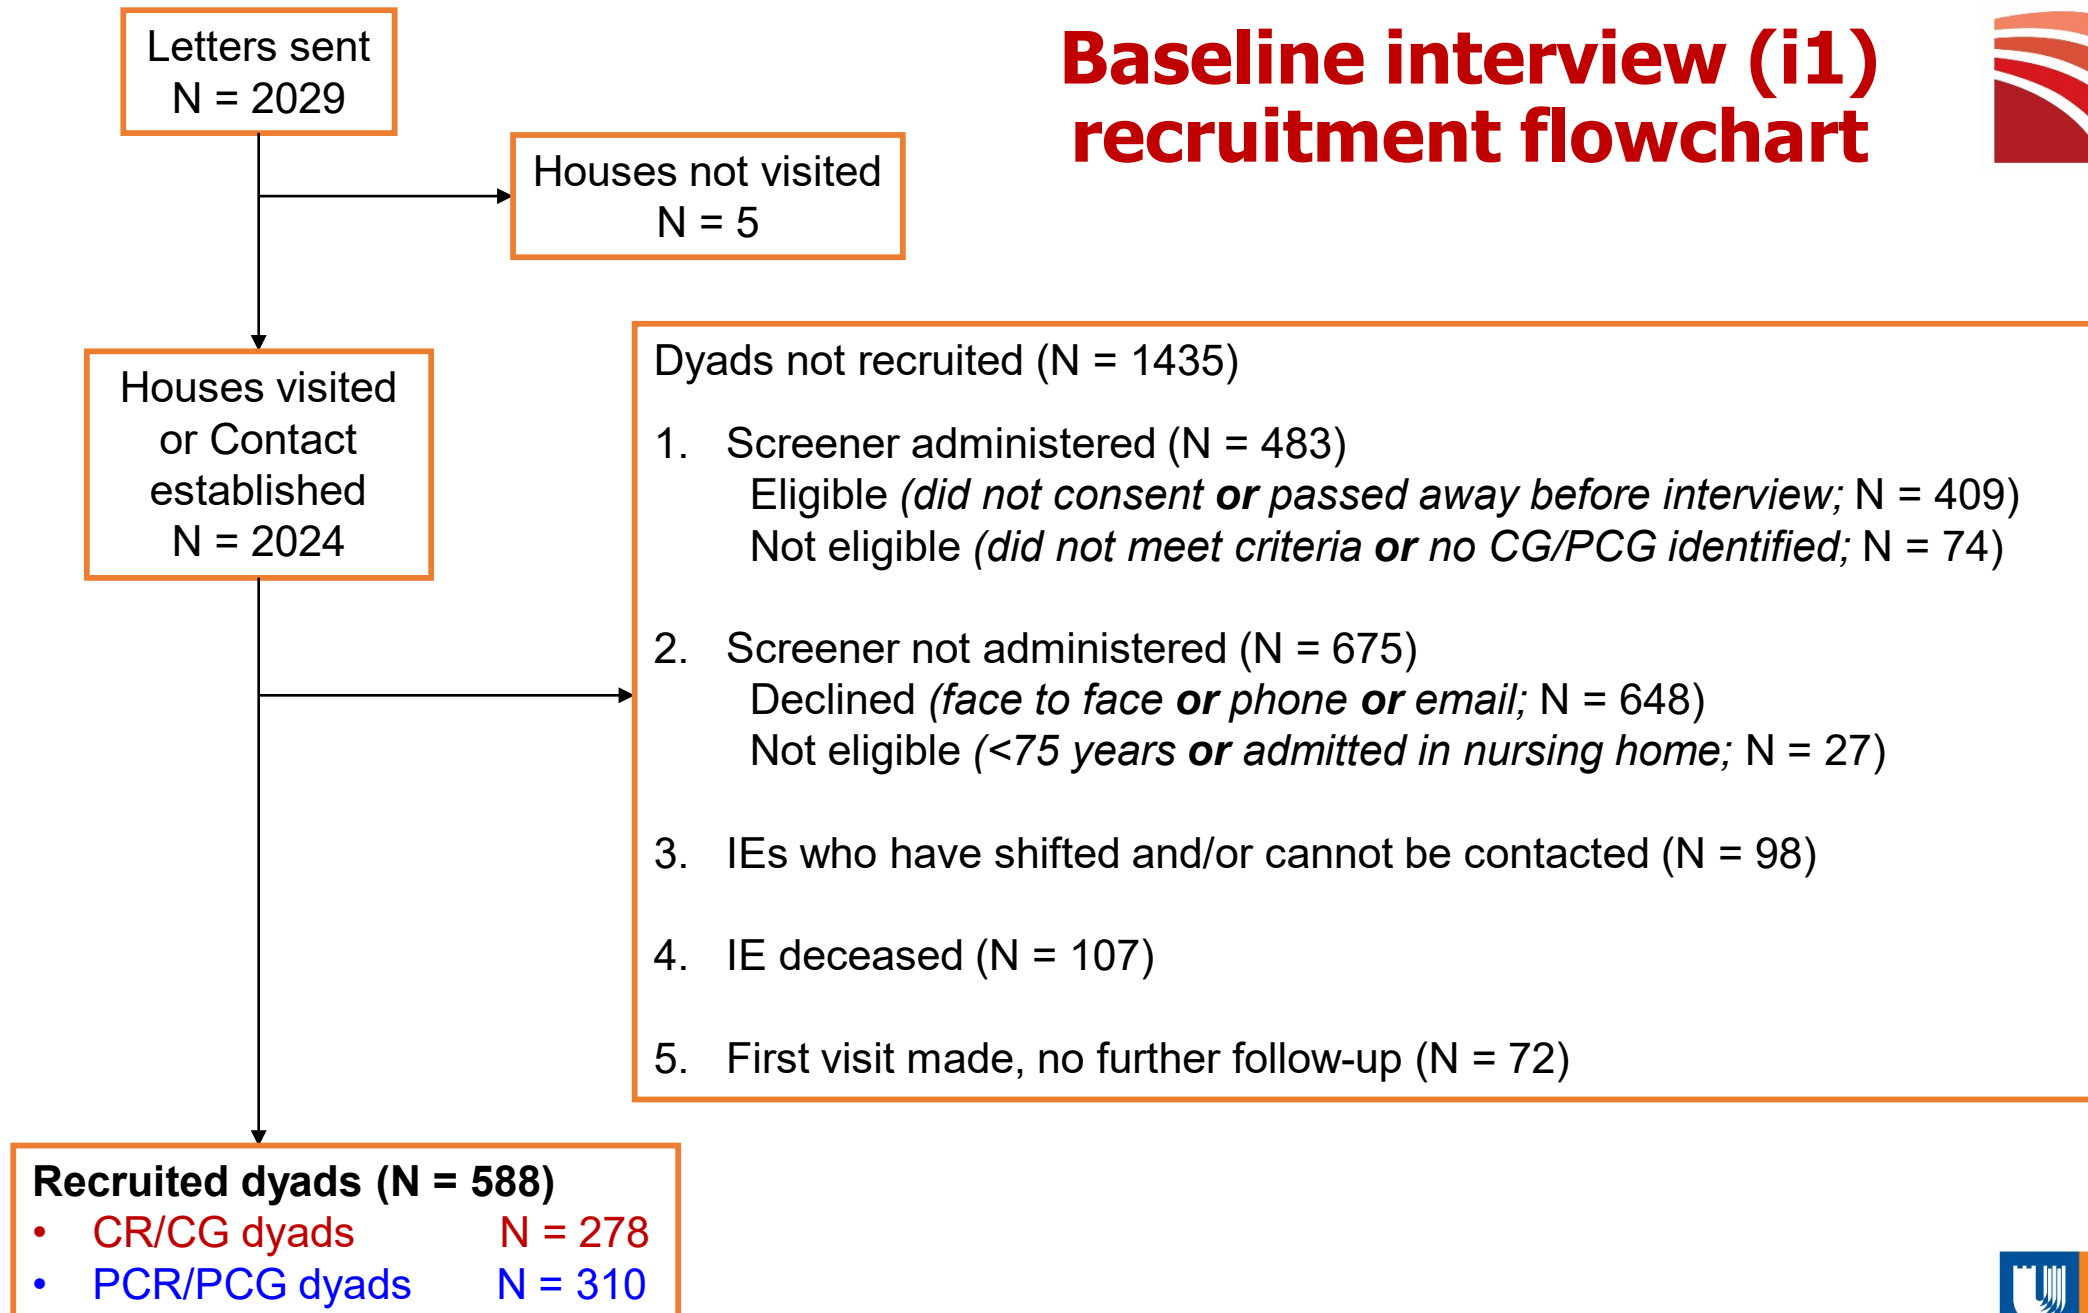 Letters sent
N = 2029
Baseline interview (i1)
recruitment flowchart
Houses not visited
N = 5
Houses visited
or Contact
established
N = 2024
Dyads not recruited (N = 1435)
1. Screener administered (N = 483)
Eligible (did not consent or passed away before interview; N = 409)
Not eligible (did not meet criteria or no CG/PCG identified; N = 74)
2. Screener not administered (N = 675)
Declined (face to face or phone or email; N = 648)
Not eligible (<75 years or admitted in nursing home; N = 27)
3. IEs who have shifted and/or cannot be contacted (N = 98)
4. IE deceased (N = 107)
5. First visit made, no further follow-up (N = 72)
Recruited dyads (N = 588)
• CR/CG dyads N = 278
• PCR/PCG dyads N = 310